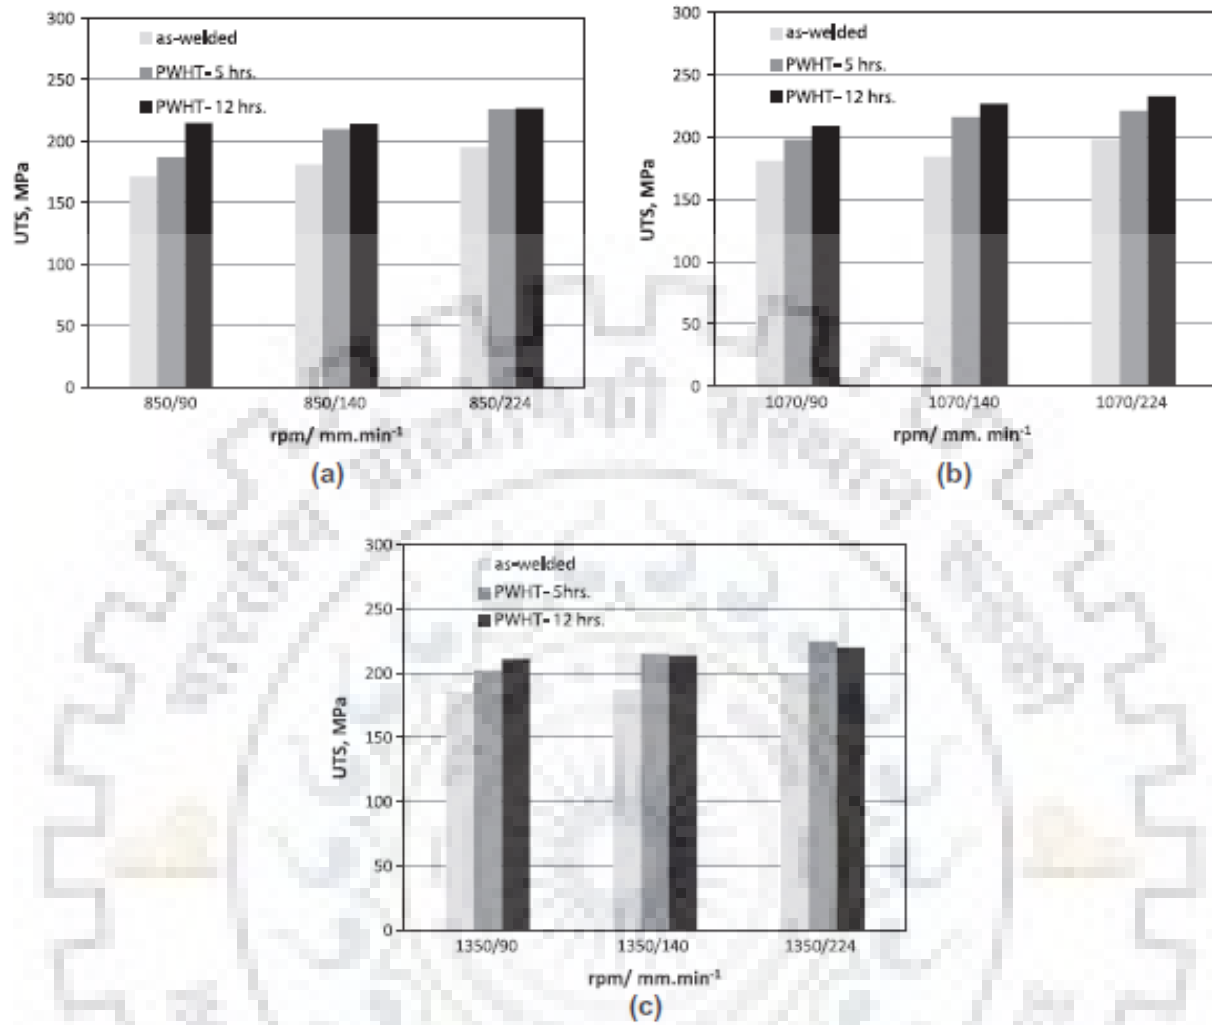 300
250
200
150
100
50
0
UTS, MPa
as-welded
PWHT- 5 hrs.
PWHT- 12 hrs.
850/90 850/140 850/224
rpm/ mm.min⁻¹
(a)
300
250
200
150
100
50
0
UTS, MPa
as-welded
PWHT- 5 hrs.
PWHT- 12 hrs.
1070/90 1070/140 1070/224
rpm/ mm. min⁻¹
(b)
300
250
200
150
100
50
0
UTS, MPa
as-welded
PWHT- 5hrs.
PWHT- 12 hrs.
1350/90 1350/140 1350/224
rpm/ mm.min⁻¹
(c)